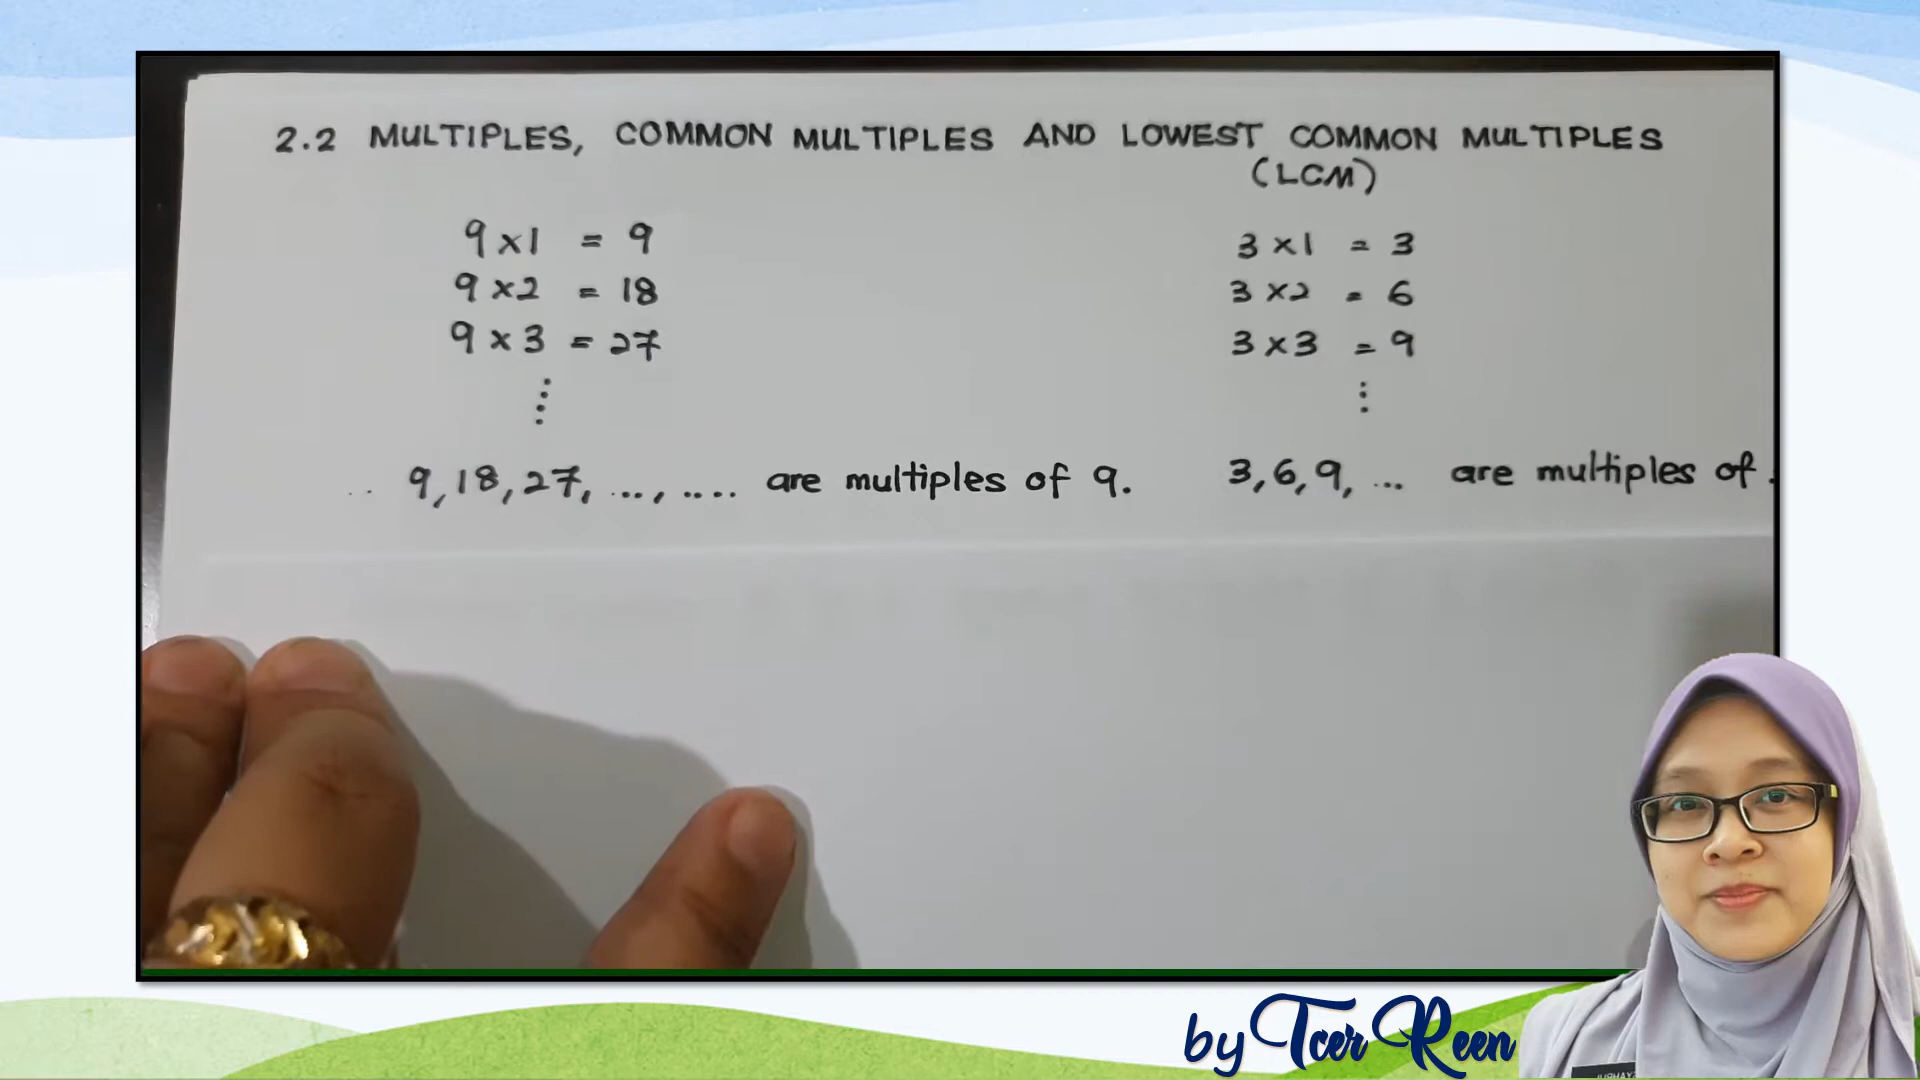 2.2 MULTIPLES, COMMON MULTIPLES AND LOWEST COMMON MULTIPLES
(LCM)
9 x 1 = 9
9 x 2 = 18
9 x 3 = 27
⋮
9, 18, 27, ..., .... are multiples of 9.
3 x 1 = 3
3 x 2 = 6
3 x 3 = 9
⋮
3, 6, 9, ... are multiples of
by Tcer Reen